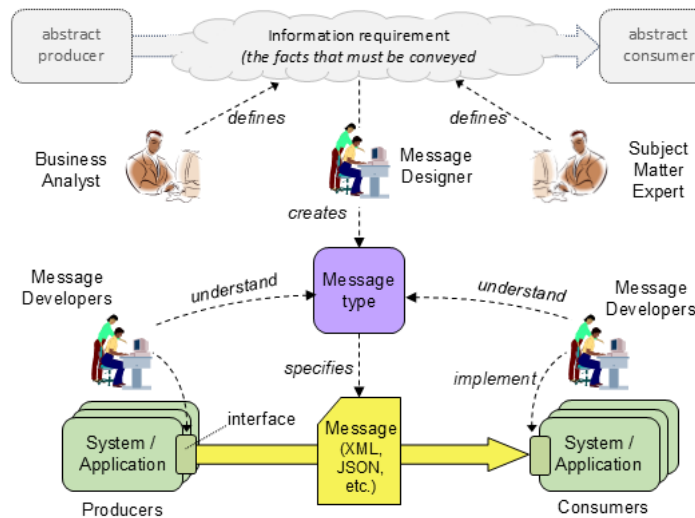 abstract
producer
Information requirement
(the facts that must be conveyed
abstract
consumer
defines
defines
Business
Analyst
Message
Designer
Subject
Matter
Expert
creates
Message
Developers
understand
Message
type
understand
Message
Developers
specifies
implement
interface
System /
Application
Message
(XML,
JSON,
etc.)
System /
Application
Producers
Consumers